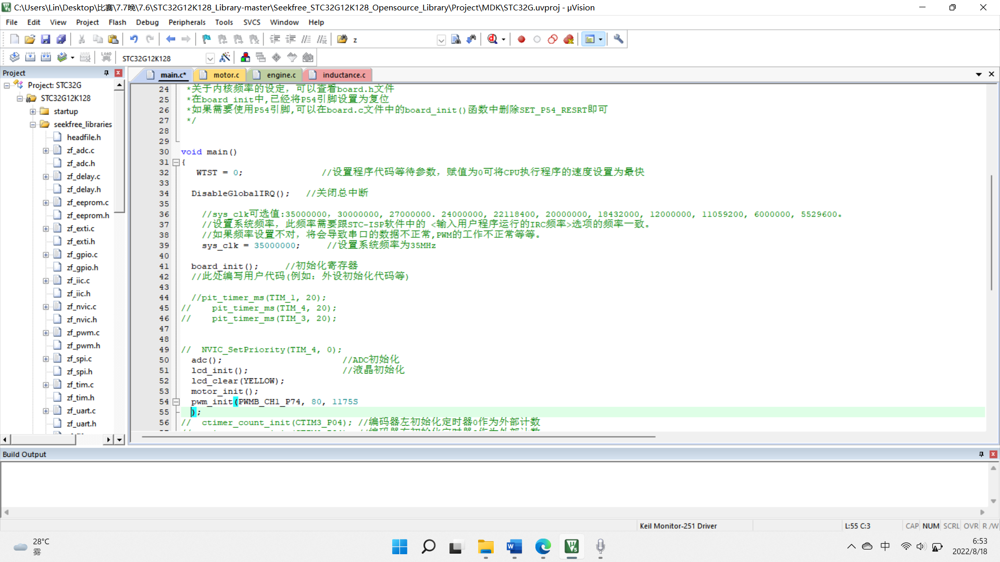 C:\Users\Lin\Desktop\比赛\7.7晚\7.6\STC32G12K128_Library-master\Seekfree_STC32G12K128_Opensource_Library\Project\MDK\STC32G.uvproj - µVision
File Edit View Project Flash Debug Peripherals Tools SVCS Window Help
z
LOAD STC32G12K128
Project
main.c* motor.c engine.c inductance.c
Project: STC32G
STC32G12K128
startup
seekfree_libraries
headfile.h
zf_adc.c
zf_adc.h
zf_delay.c
zf_delay.h
zf_eeprom.c
zf_eeprom.h
zf_exti.c
zf_exti.h
zf_gpio.c
zf_gpio.h
zf_iic.c
zf_iic.h
zf_nvic.c
zf_nvic.h
zf_pwm.c
zf_pwm.h
zf_spi.c
zf_spi.h
zf_tim.c
zf_tim.h
zf_uart.c
zf_uart.h
24 *关于内核频率的设定，可以查看board.h文件
25 *在board_init中,已经将P54引脚设置为复位
26 *如果需要使用P54引脚,可以在board.c文件中的board_init()函数中删除SET_P54_RESRT即可
27 */
28
29
30 void main()
31 {
32 WTST = 0; //设置程序代码等待参数，赋值为0可将CPU执行程序的速度设置为最快
33
34 DisableGlobalIRQ(); //关闭总中断
35
36 //sys_clk可选值:35000000, 30000000, 27000000. 24000000, 22118400, 20000000, 18432000, 12000000, 11059200, 6000000, 5529600。
37 //设置系统频率，此频率需要跟STC-ISP软件中的 <输入用户程序运行的IRC频率>选项的频率一致。
38 //如果频率设置不对，将会导致串口的数据不正常,PWM的工作不正常等等。
39 sys_clk = 35000000; //设置系统频率为35MHz
40
41 board_init(); //初始化寄存器
42 //此处编写用户代码(例如：外设初始化代码等)
43
44 //pit_timer_ms(TIM_1, 20);
45 // pit_timer_ms(TIM_4, 20);
46 // pit_timer_ms(TIM_3, 20);
47
48
49 // NVIC_SetPriority(TIM_4, 0);
50 adc(); //ADC初始化
51 lcd_init(); //液晶初始化
52 lcd_clear(YELLOW);
53 motor_init();
54 pwm_init(PWMB_CH1_P74, 80, 1175S
55 );
56 // ctimer_count_init(CTIM3_P04); //编码器左初始化定时器0作为外部计数
Build Output
Keil Monitor-251 Driver L:55 C:3 CAP NUM SCRL OVR R/W
28°C
雾
中
6:53
2022/8/18